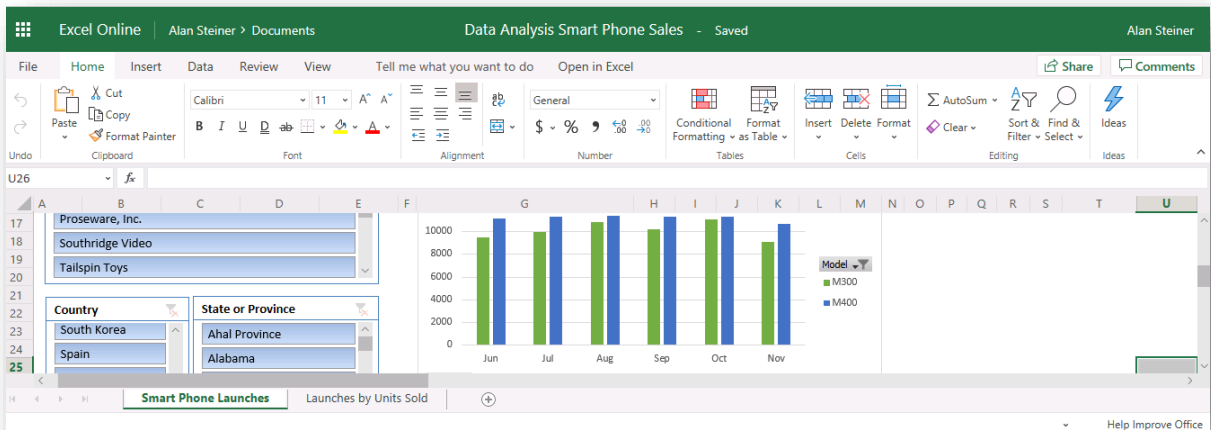 Excel Online Alan Steiner > Documents Data Analysis Smart Phone Sales - Saved Alan Steiner
File Home Insert Data Review View Tell me what you want to do Open in Excel Share Comments
Cut
Copy
Format Painter
Paste
Undo Clipboard
Calibri 11 A A
B I U D ab A
Font
ab
Alignment
General
$ % 9 .00 .00
Number
Conditional Formatting
Format as Table
Tables
Insert Delete Format
Cells
AutoSum
Clear
Sort & Filter
Find & Select
Editing
Ideas
Ideas
U26 fx
A B C D E F G H I J K L M N O P Q R S T U
17 Proseware, Inc.
18 Southridge Video
19
20 Tailspin Toys
21
22 Country State or Province
23 South Korea Ahal Province
24 Spain Alabama
25
10000
8000
6000
4000
2000
0
Jun Jul Aug Sep Oct Nov
Model
M300
M400
Smart Phone Launches Launches by Units Sold
Help Improve Office